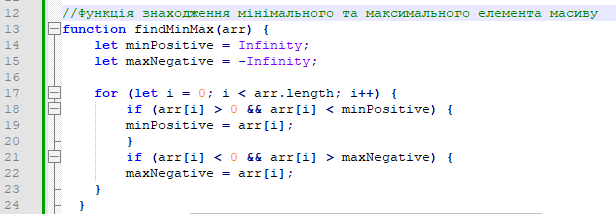 12 //Функція знаходження мінімального та максимального елемента масиву
13 function findMinMax(arr) {
14 let minPositive = Infinity;
15 let maxNegative = -Infinity;
16
17 for (let i = 0; i < arr.length; i++) {
18 if (arr[i] > 0 && arr[i] < minPositive) {
19 minPositive = arr[i];
20 }
21 if (arr[i] < 0 && arr[i] > maxNegative) {
22 maxNegative = arr[i];
23 }
24 }